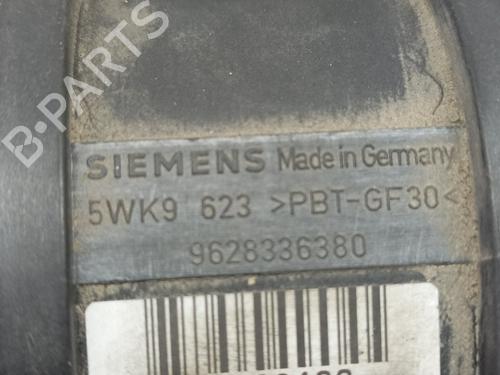 B-PARTS
SIEMENS Made in Germany
5WK9 623 >PBT-GF30<
9628336380